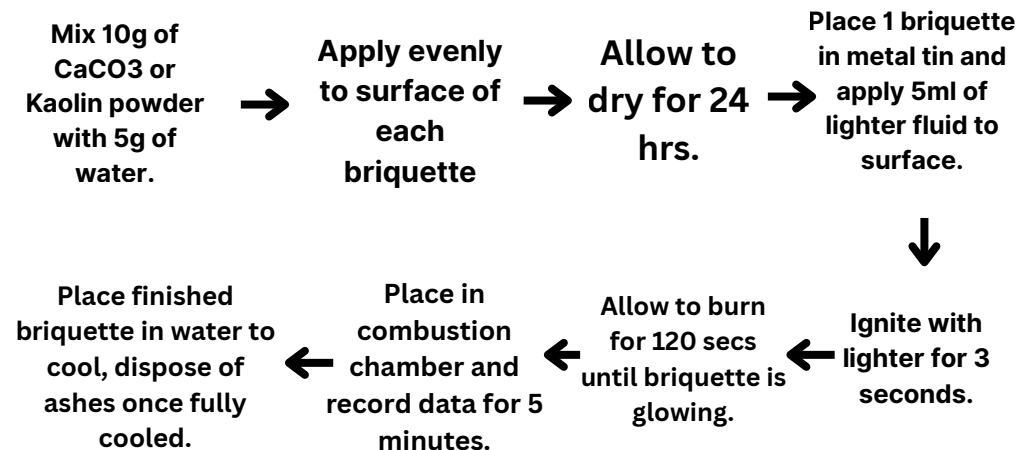 Mix 10g of
CaCO3 or
Kaolin powder
with 5g of
water.
Apply evenly
to surface of
each
briquette
Allow to
dry for 24
hrs.
Place 1 briquette
in metal tin and
apply 5ml of
lighter fluid to
surface.
Ignite with
lighter for 3
seconds.
Allow to burn
for 120 secs
until briquette is
glowing.
Place in
combustion
chamber and
record data for 5
minutes.
Place finished
briquette in water to
cool, dispose of
ashes once fully
cooled.